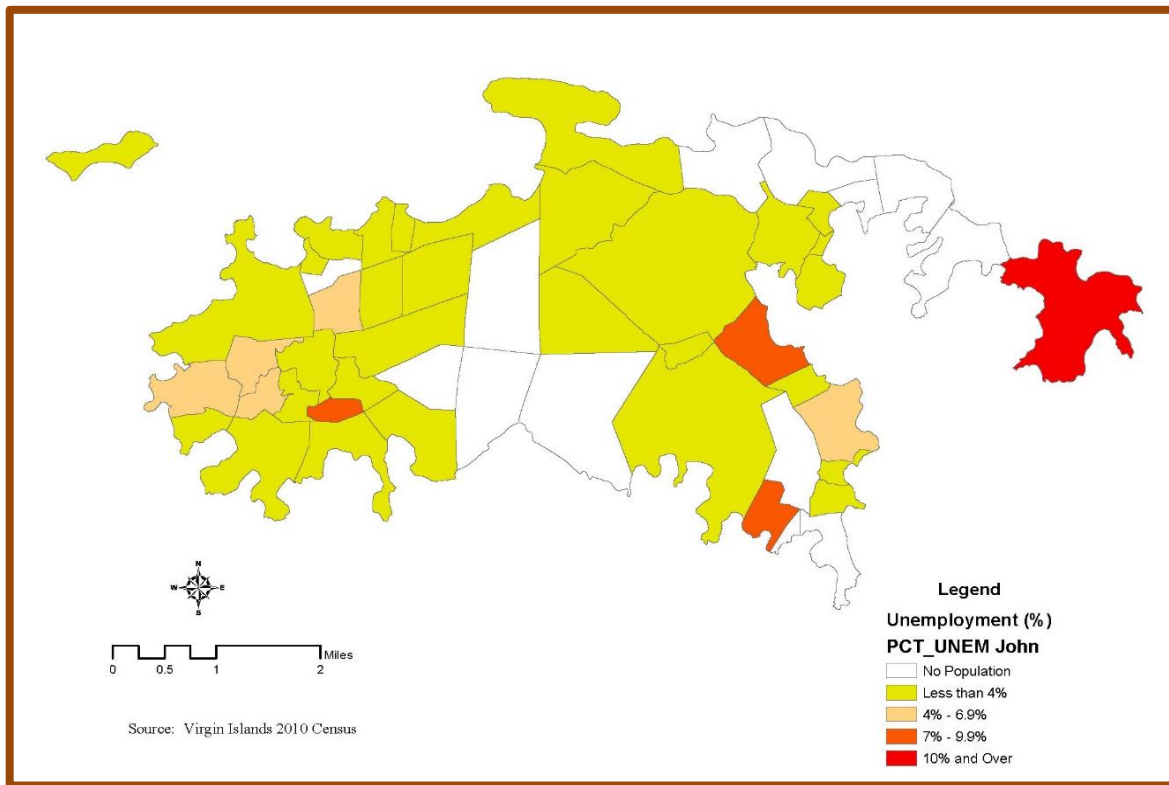 N
W E
S
Miles
0 0.5 1 2
Source: Virgin Islands 2010 Census
Legend
Unemployment (%)
PCT_UNEM John
No Population
Less than 4%
4% - 6.9%
7% - 9.9%
10% and Over